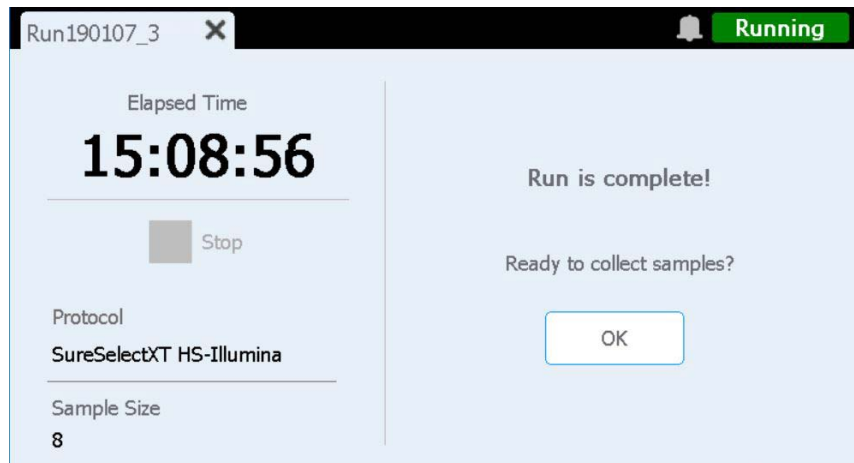 Run190107_3
Running
Elapsed Time
15:08:56
Stop
Protocol
SureSelectXT HS-Illumina
Sample Size
8
Run is complete!
Ready to collect samples?
OK